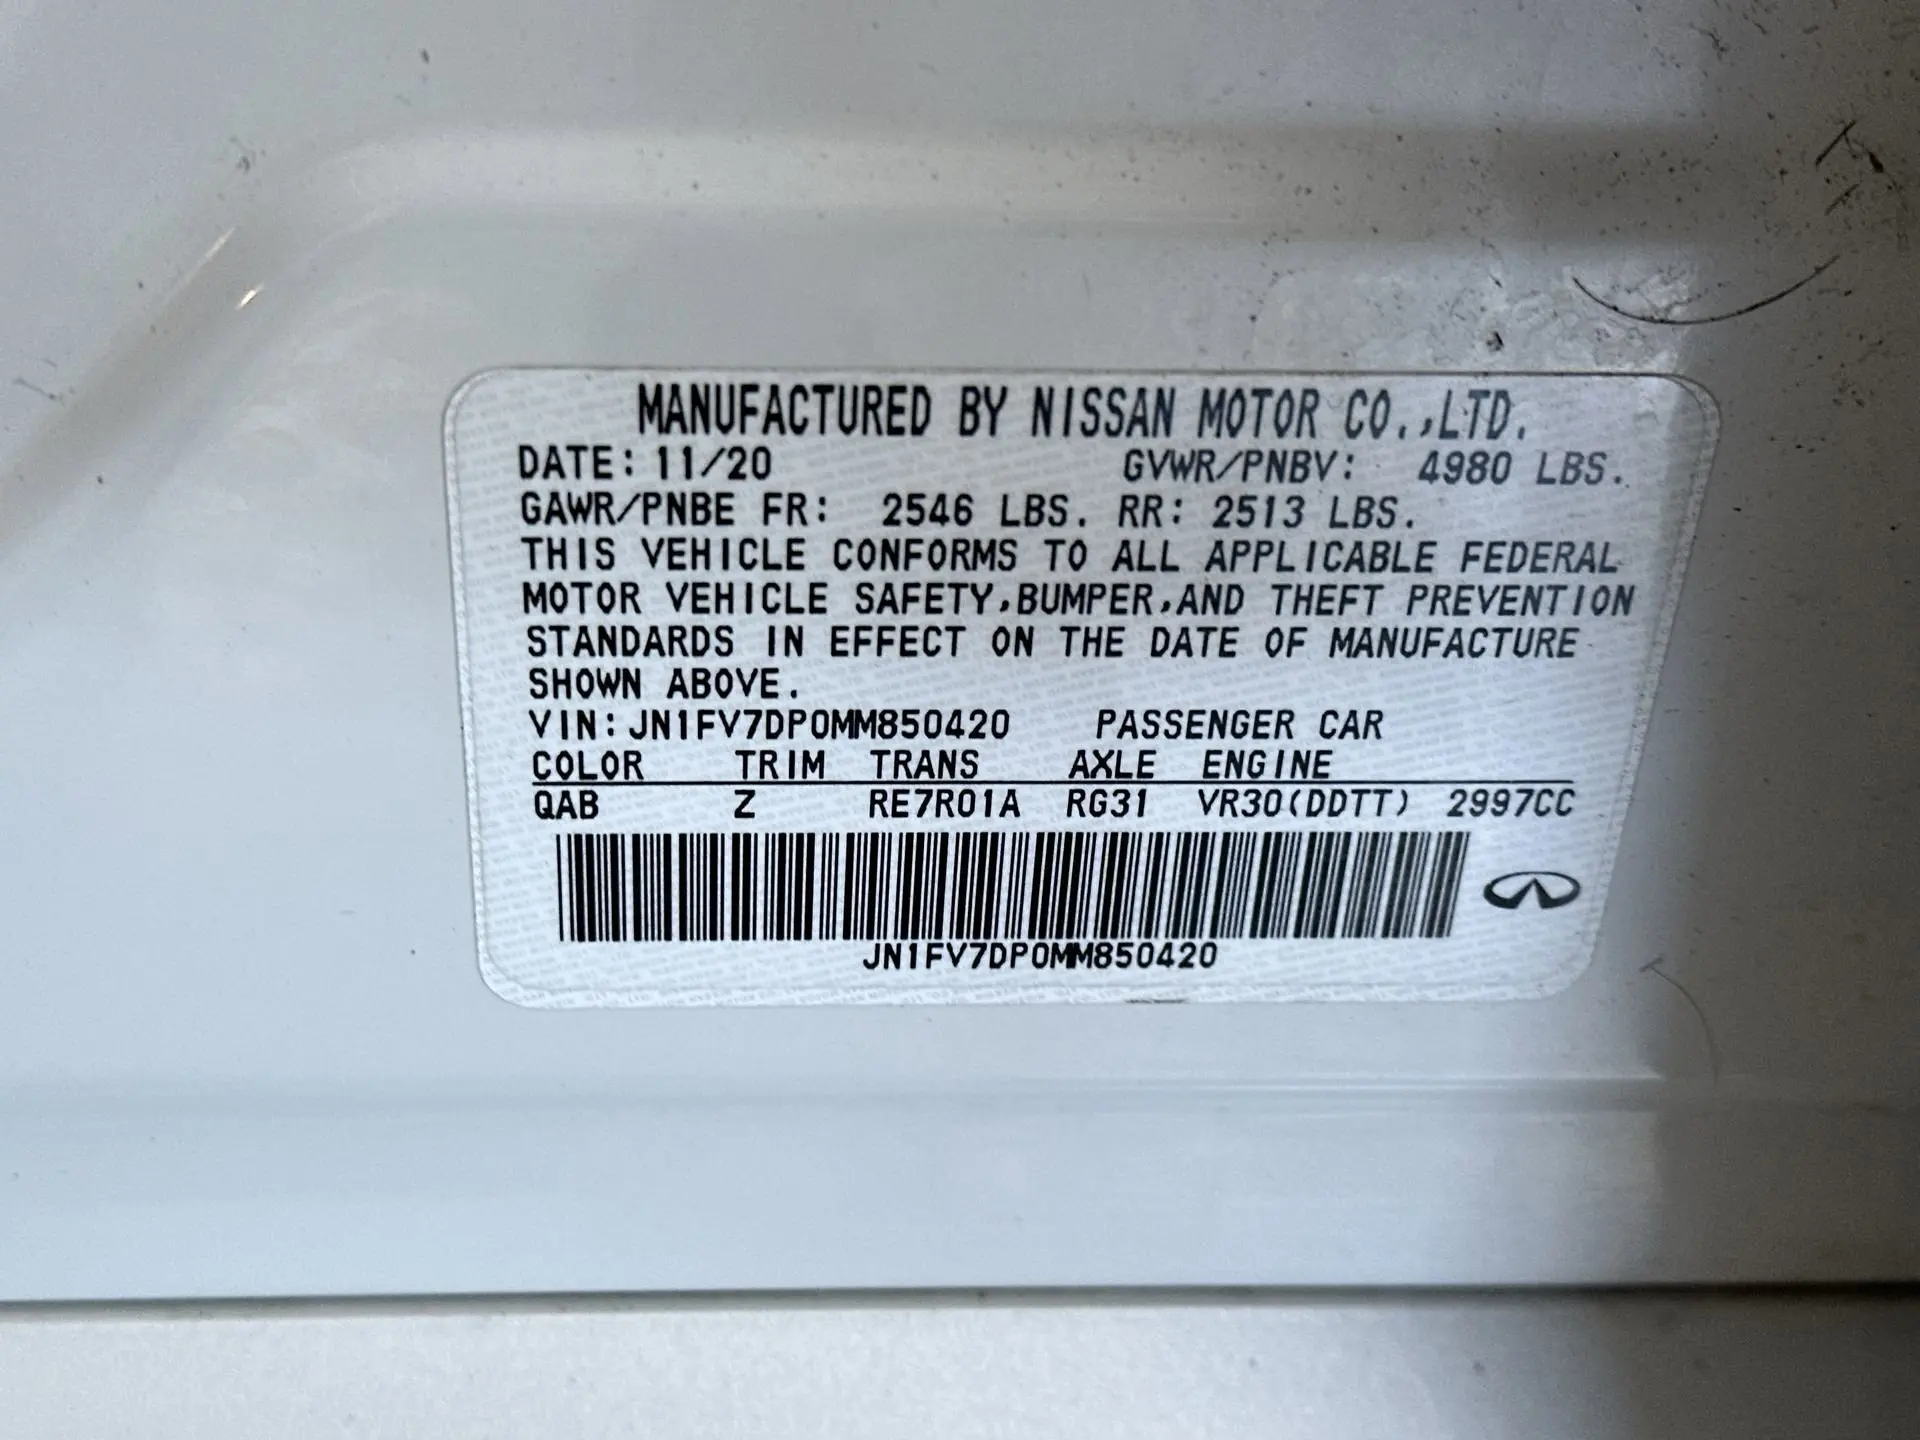 MANUFACTURED BY NISSAN MOTOR CO.,LTD.
DATE: 11/20 GVWR/PNBV: 4980 LBS.
GAWR/PNBE FR: 2546 LBS. RR: 2513 LBS.
THIS VEHICLE CONFORMS TO ALL APPLICABLE FEDERAL
MOTOR VEHICLE SAFETY,BUMPER,AND THEFT PREVENTION
STANDARDS IN EFFECT ON THE DATE OF MANUFACTURE
SHOWN ABOVE.
VIN:JN1FV7DP0MM850420 PASSENGER CAR
COLOR TRIM TRANS AXLE ENGINE
QAB Z RE7R01A RG31 VR30(DDTT) 2997CC
JN1FV7DP0MM850420